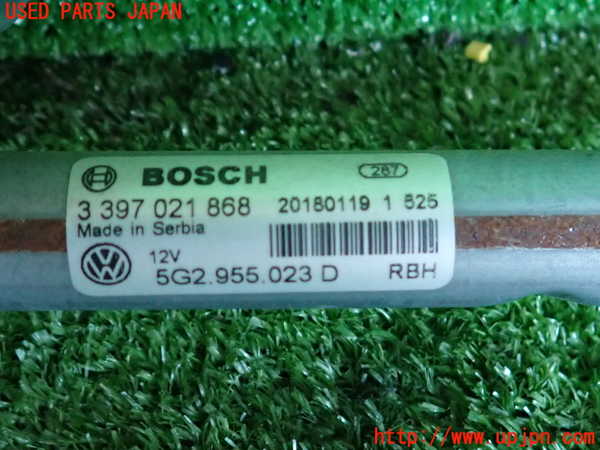 USED PARTS JAPAN
BOSCH
287
3 397 021 868
20180119 1 525
Made in Serbia
12V
5G2.955.023 D
RBH
http://www.upjpn.com